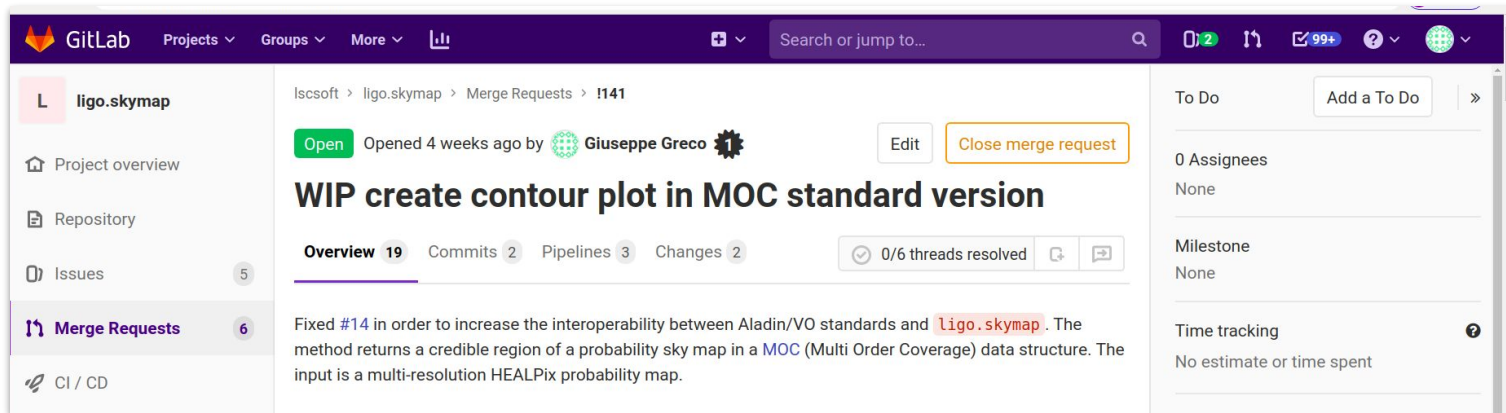 GitLab Projects Groups More Search or jump to... 2 99+
L ligo.skymap
Project overview
Repository
Issues 5
Merge Requests 6
CI / CD
lscsoft > ligo.skymap > Merge Requests > !141
Open Opened 4 weeks ago by Giuseppe Greco 1 Edit Close merge request
WIP create contour plot in MOC standard version
Overview 19 Commits 2 Pipelines 3 Changes 2 0/6 threads resolved
Fixed #14 in order to increase the interoperability between Aladin/VO standards and ligo.skymap. The
method returns a credible region of a probability sky map in a MOC (Multi Order Coverage) data structure. The
input is a multi-resolution HEALPix probability map.
To Do Add a To Do »
0 Assignees
None
Milestone
None
Time tracking
No estimate or time spent